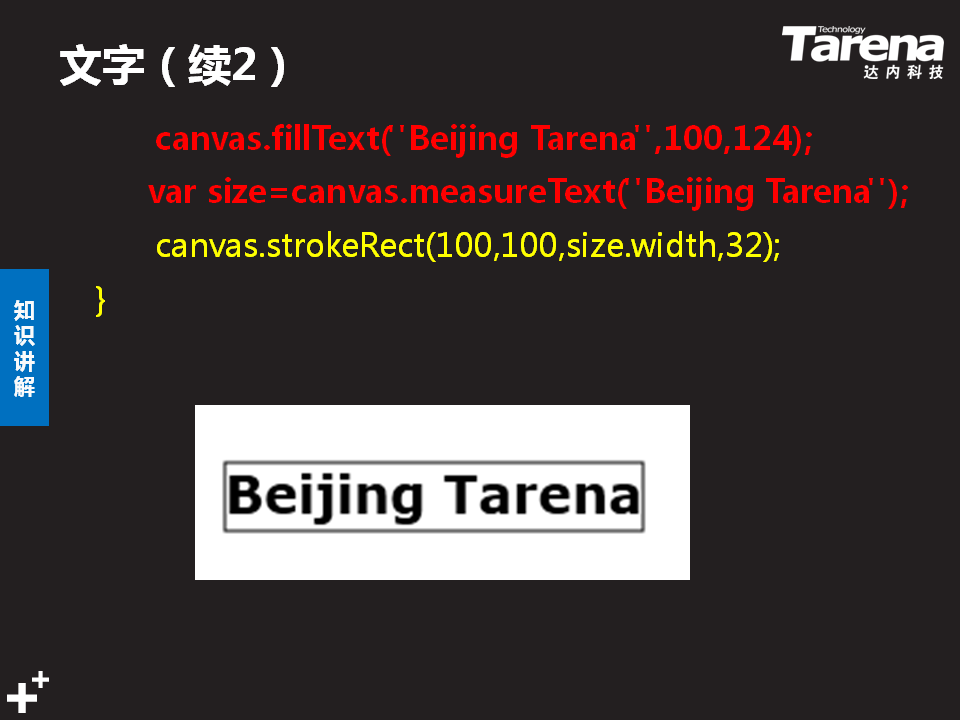 文字（续2）
Technology
Tarena
达内科技
canvas.fillText(''Beijing Tarena'',100,124);
var size=canvas.measureText(''Beijing Tarena'');
canvas.strokeRect(100,100,size.width,32);
}
知识讲解
Beijing Tarena